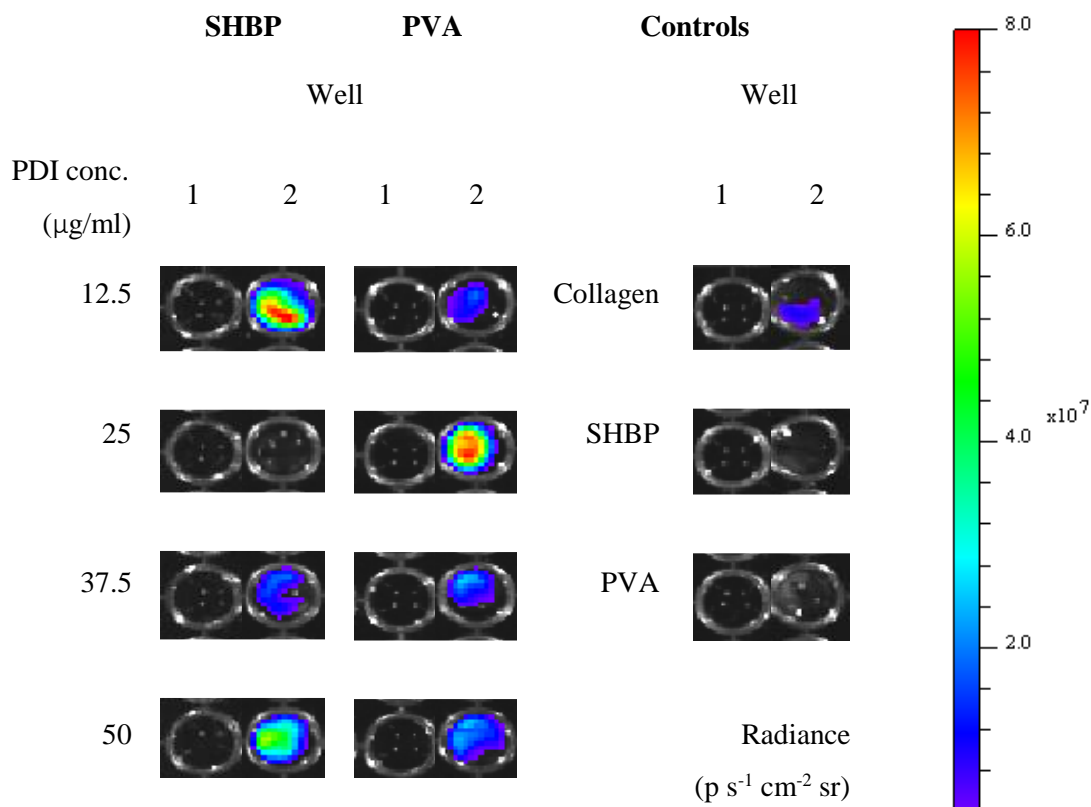 SHBP PVA Controls
Well Well
PDI conc.
(µg/ml)
1 2 1 2 1 2
12.5 Collagen
25 SHBP
37.5 PVA
50 Radiance
(p s-1 cm-2 sr)
8.0
6.0
x10-7
4.0
2.0